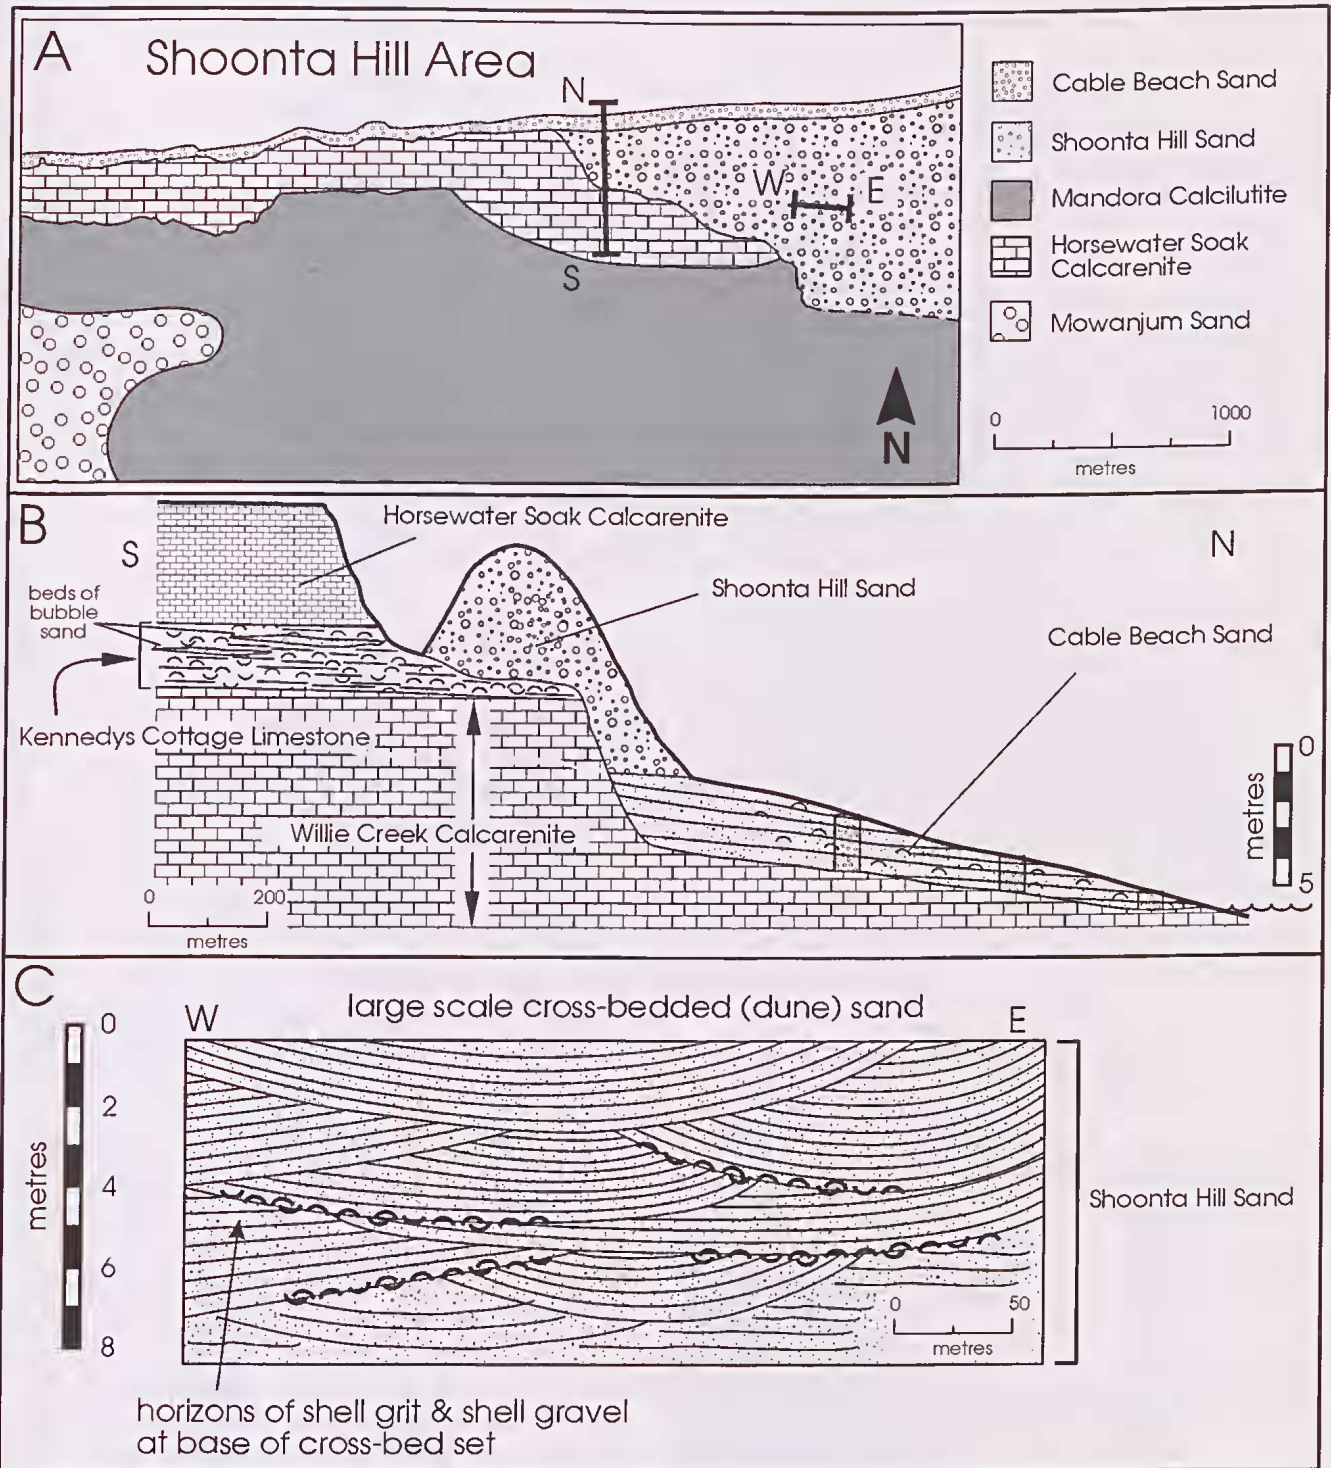 A
Shoonta Hill Area
N
S
W
E
N
Cable Beach Sand
Shoonta Hill Sand
Mandora Calcilutite
Horsewater Soak
Calcarenite
Mowanjum Sand
0 1000
metres
B
S
N
Horsewater Soak Calcarenite
beds of
bubble
sand
Shoonta Hill Sand
Cable Beach Sand
Kennedys Cottage Limestone
Willie Creek Calcarenite
0 200
metres
0
metres
5
C
W
large scale cross-bedded (dune) sand
E
0
2
4
6
8
metres
Shoonta Hill Sand
0 50
metres
horizons of shell grit & shell gravel
at base of cross-bed set